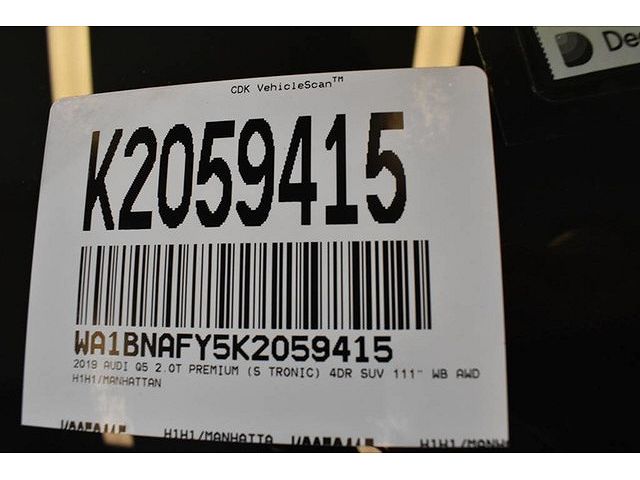 De
CDK VehicleScan™
K2059415
WA1BNAFY5K2059415
2019 AUDI Q5 2.0T PREMIUM (S TRONIC) 4DR SUV 111" WB AWD
H1H1/MANHATTAN
H1H1/MANHATTA